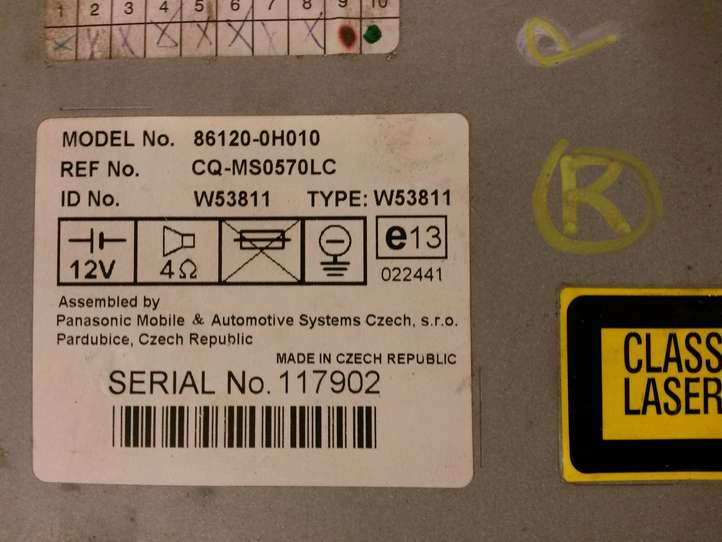 1 2 3 4 5 6 7 8 9 10
MODEL No. 86120-0H010
REF No. CQ-MS0570LC
ID No. W53811 TYPE: W53811
12V 4Ω e13
022441
Assembled by
Panasonic Mobile & Automotive Systems Czech, s.r.o.
Pardubice, Czech Republic
MADE IN CZECH REPUBLIC
SERIAL No. 117902
R
CLASS
LASER